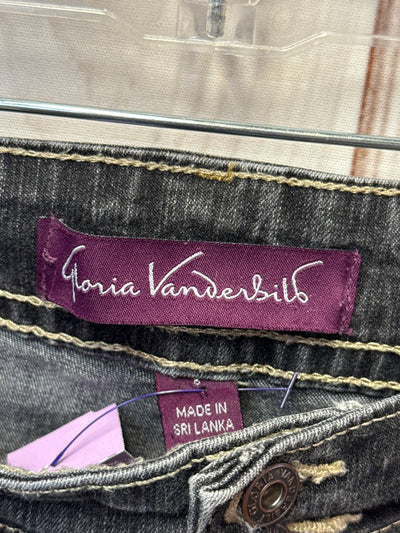 Gloria Vanderbilt
MADE IN
SRI LANKA